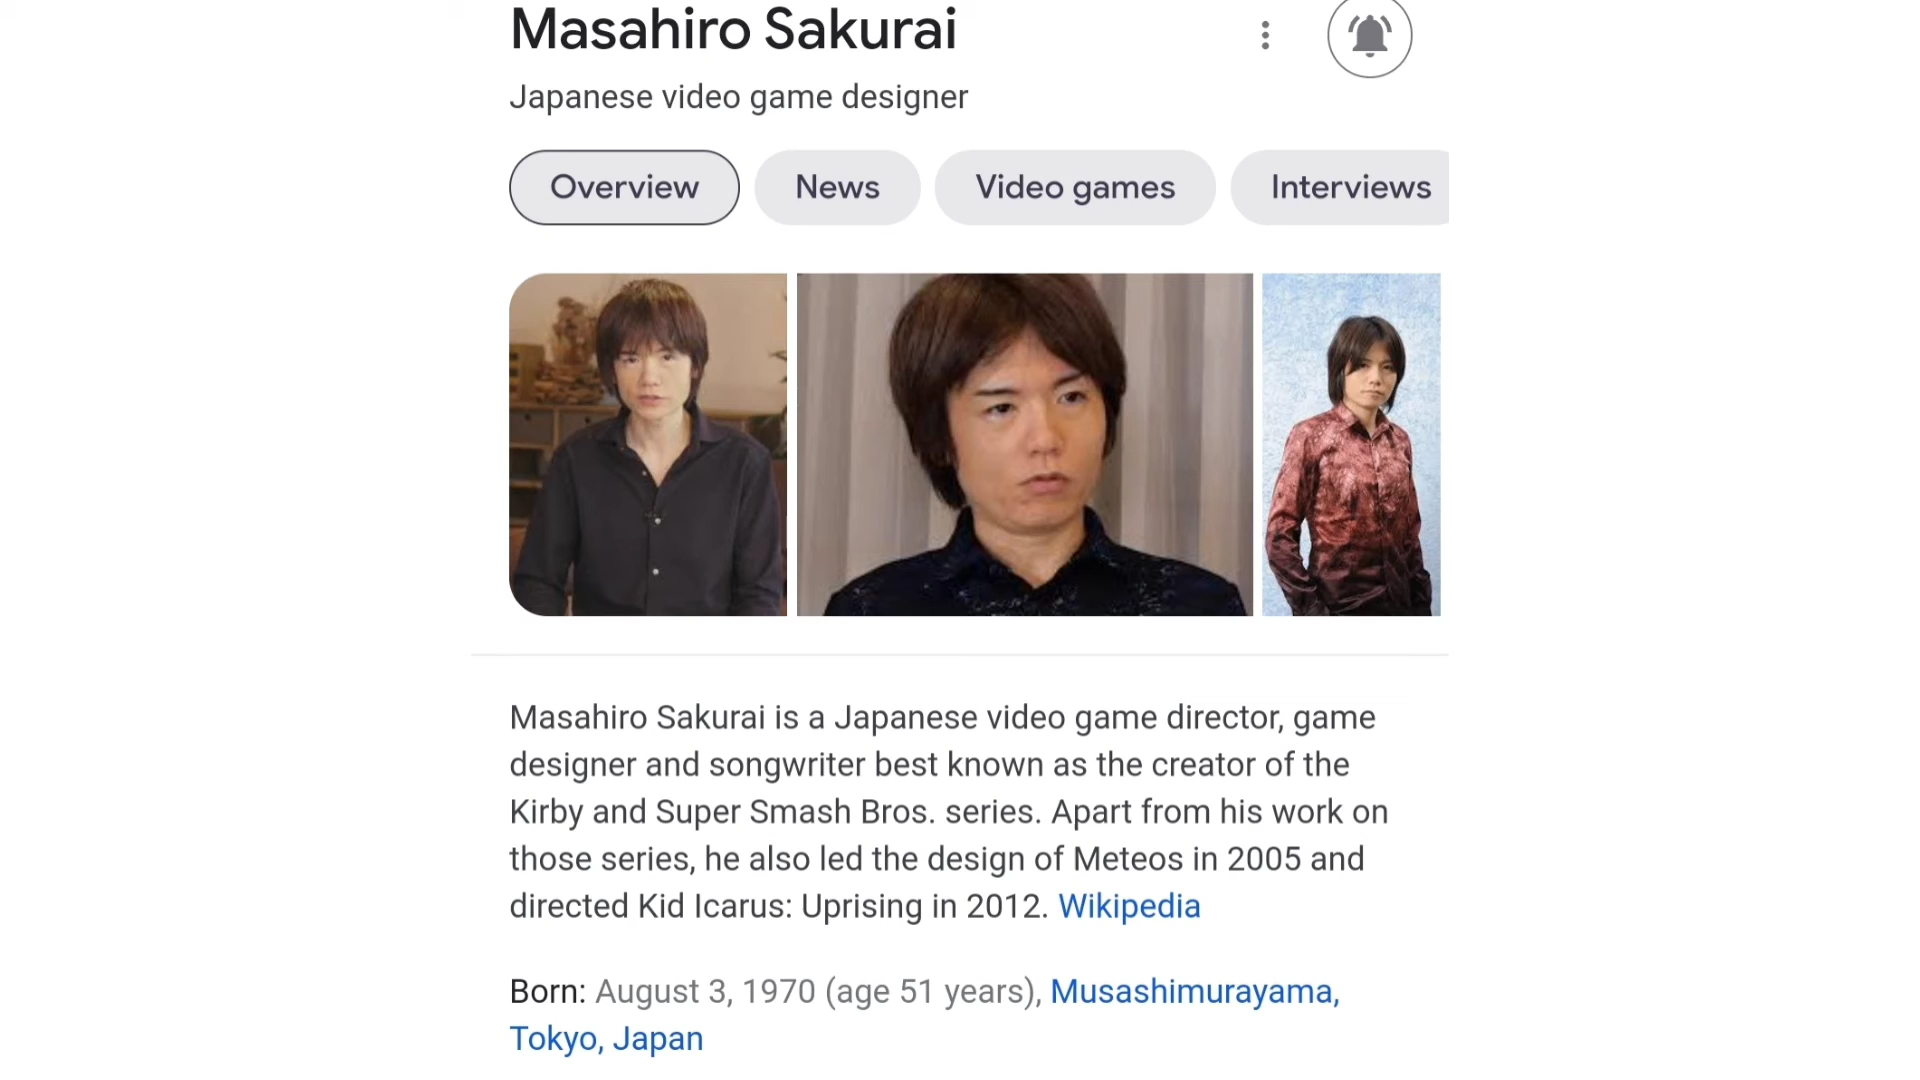 Masahiro Sakurai
Japanese video game designer
Overview
News
Video games
Interviews
Masahiro Sakurai is a Japanese video game director, game
designer and songwriter best known as the creator of the
Kirby and Super Smash Bros. series. Apart from his work on
those series, he also led the design of Meteos in 2005 and
directed Kid Icarus: Uprising in 2012. Wikipedia
Born: August 3, 1970 (age 51 years), Musashimurayama,
Tokyo, Japan